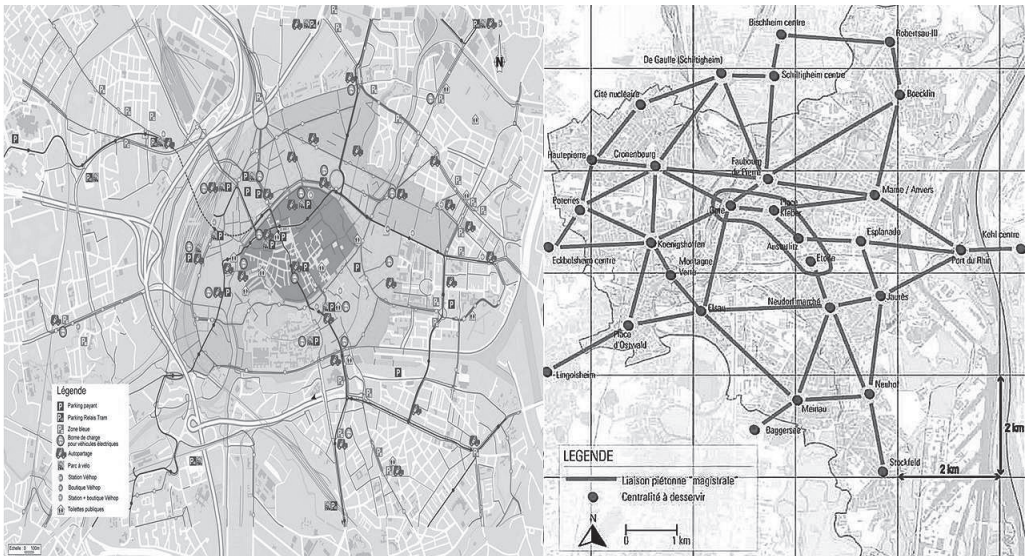 N
Légende
Parking payant
Parking Relais Tram
Zone bleue
Borne de charge
pour véhicules électriques
Autopartage
Parc à vélo
Station Vélhop
Boutique Vélhop
Station + boutique Vélhop
Toilettes publiques
Bischheim centre
Robertsau-III
De Gaulle (Schiltigheim)
Schiltigheim centre
Cité nucléaire
Boecklin
Hautepierre
Cronenbourg
Faubourg
de Pierre
Poteries
Gare
Place
Kléber
Marne / Anvers
Koenigshoffen
Austerlitz
Esplanade
Kehl centre
Eckbolsheim centre
Montagne
Verte
Etoile
Port du Rhin
Elsau
Neudorf marché
Jaurès
Place
d'Ostwald
Lingolsheim
Meinau
Neuhof
Baggersee
Stockfeld
2 km
2 km
LEGENDE
Liaison piétonne "magistrale"
Centralité à desservir
N
0 1 km